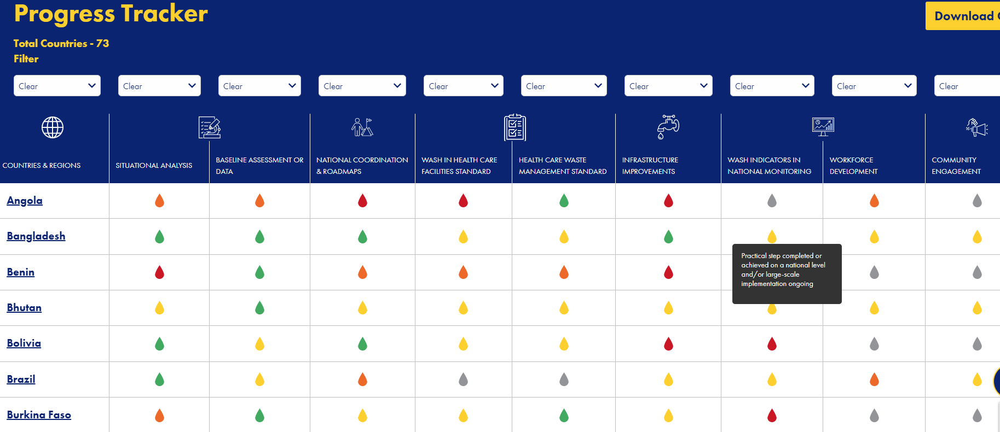 Progress Tracker
Download
Total Countries - 73
Filter
Clear Clear Clear Clear Clear Clear Clear Clear Clear Clear
COUNTRIES & REGIONS
SITUATIONAL ANALYSIS
BASELINE ASSESSMENT OR
DATA
NATIONAL COORDINATION
& ROADMAPS
WASH IN HEALTH CARE
FACILITIES STANDARD
HEALTH CARE WASTE
MANAGEMENT STANDARD
INFRASTRUCTURE
IMPROVEMENTS
WASH INDICATORS IN
NATIONAL MONITORING
WORKFORCE
DEVELOPMENT
COMMUNITY
ENGAGEMENT
Angola
Bangladesh
Practical step completed or
achieved on a national level
and/or large-scale
implementation ongoing
Benin
Bhutan
Bolivia
Brazil
Burkina Faso